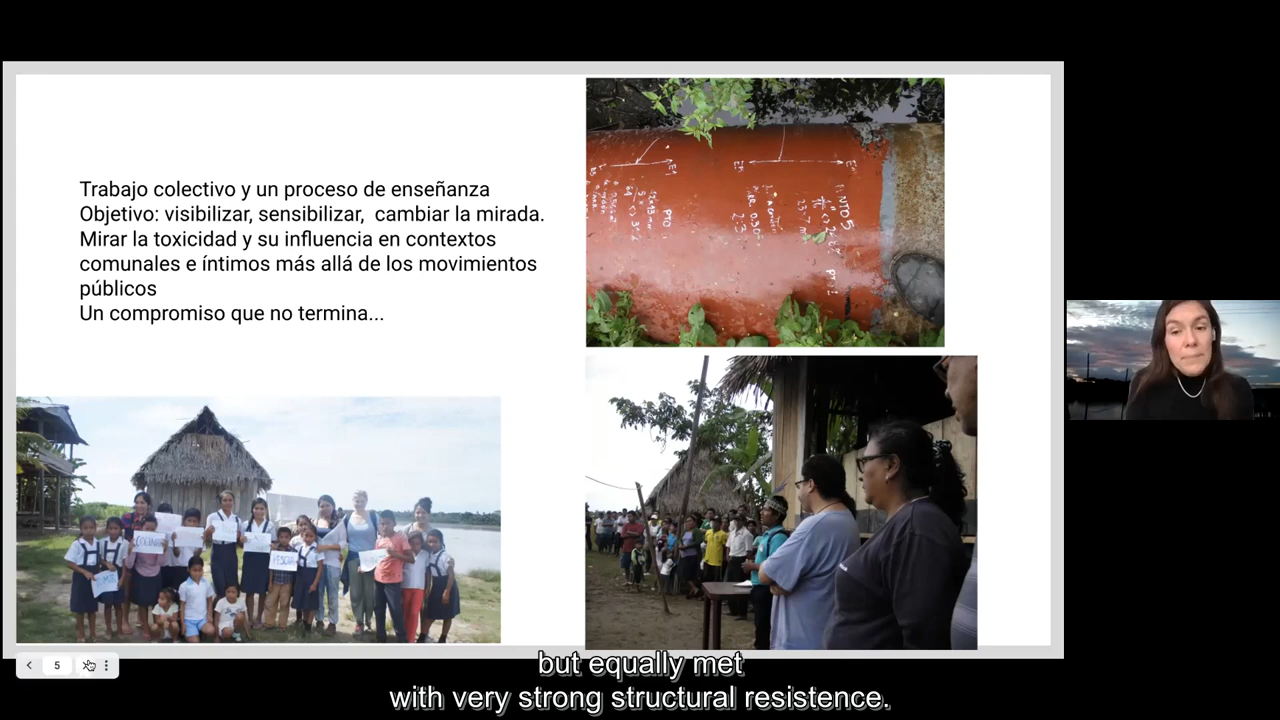 Trabajo colectivo y un proceso de enseñanza
Objetivo: visibilizar, sensibilizar, cambiar la mirada.
Mirar la toxicidad y su influencia en contextos
comunales e íntimos más allá de los movimientos
públicos
Un compromiso que no termina...
5
but equally met
with very strong structural resistence.